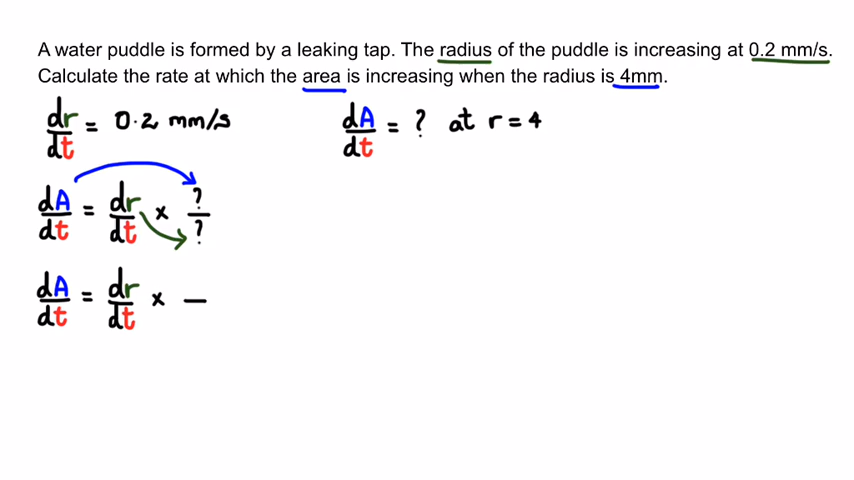 A water puddle is formed by a leaking tap. The radius of the puddle is increasing at 0.2 mm/s.
Calculate the rate at which the area is increasing when the radius is 4mm.
dr/dt = 0.2 mm/s
dA/dt = ? at r = 4
dA/dt = dr/dt × ?/?
dA/dt = dr/dt × —